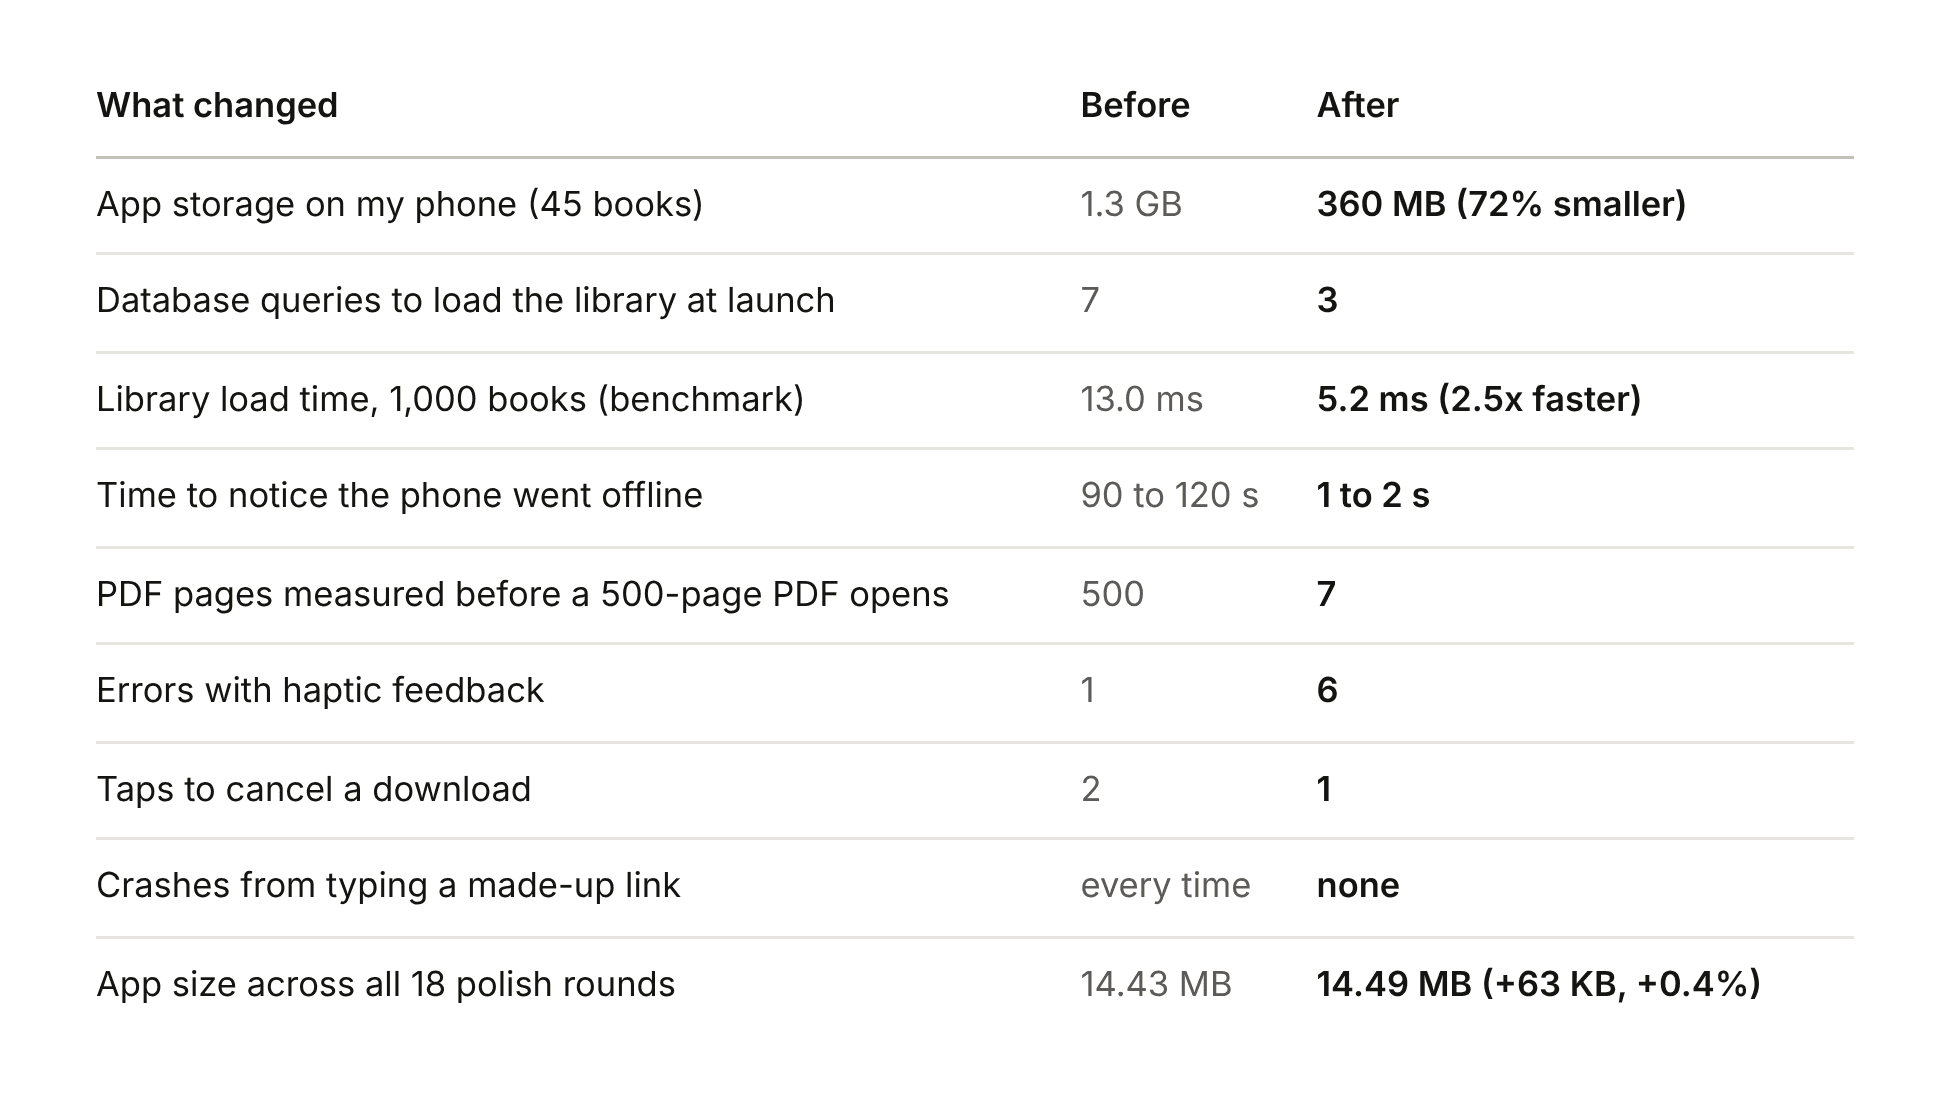 What changed Before After
App storage on my phone (45 books) 1.3 GB 360 MB (72% smaller)
Database queries to load the library at launch 7 3
Library load time, 1,000 books (benchmark) 13.0 ms 5.2 ms (2.5x faster)
Time to notice the phone went offline 90 to 120 s 1 to 2 s
PDF pages measured before a 500-page PDF opens 500 7
Errors with haptic feedback 1 6
Taps to cancel a download 2 1
Crashes from typing a made-up link every time none
App size across all 18 polish rounds 14.43 MB 14.49 MB (+63 KB, +0.4%)